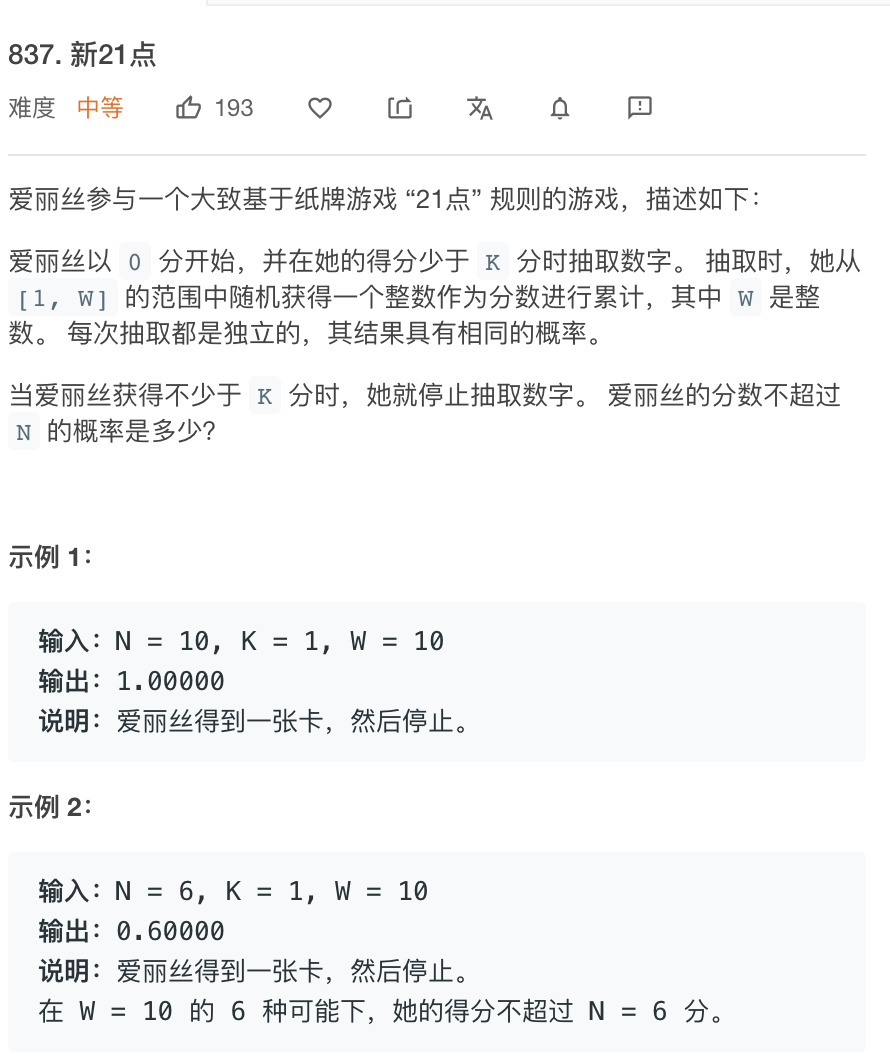 837. 新21点
难度 中等 193
爱丽丝参与一个大致基于纸牌游戏 “21点” 规则的游戏，描述如下：
爱丽丝以 0 分开始，并在她的得分少于 K 分时抽取数字。 抽取时，她从
[1, W] 的范围中随机获得一个整数作为分数进行累计，其中 W 是整
数。 每次抽取都是独立的，其结果具有相同的概率。
当爱丽丝获得不少于 K 分时，她就停止抽取数字。 爱丽丝的分数不超过
N 的概率是多少？
示例 1：
输入：N = 10, K = 1, W = 10
输出：1.00000
说明：爱丽丝得到一张卡，然后停止。
示例 2：
输入：N = 6, K = 1, W = 10
输出：0.60000
说明：爱丽丝得到一张卡，然后停止。
在 W = 10 的 6 种可能下，她的得分不超过 N = 6 分。